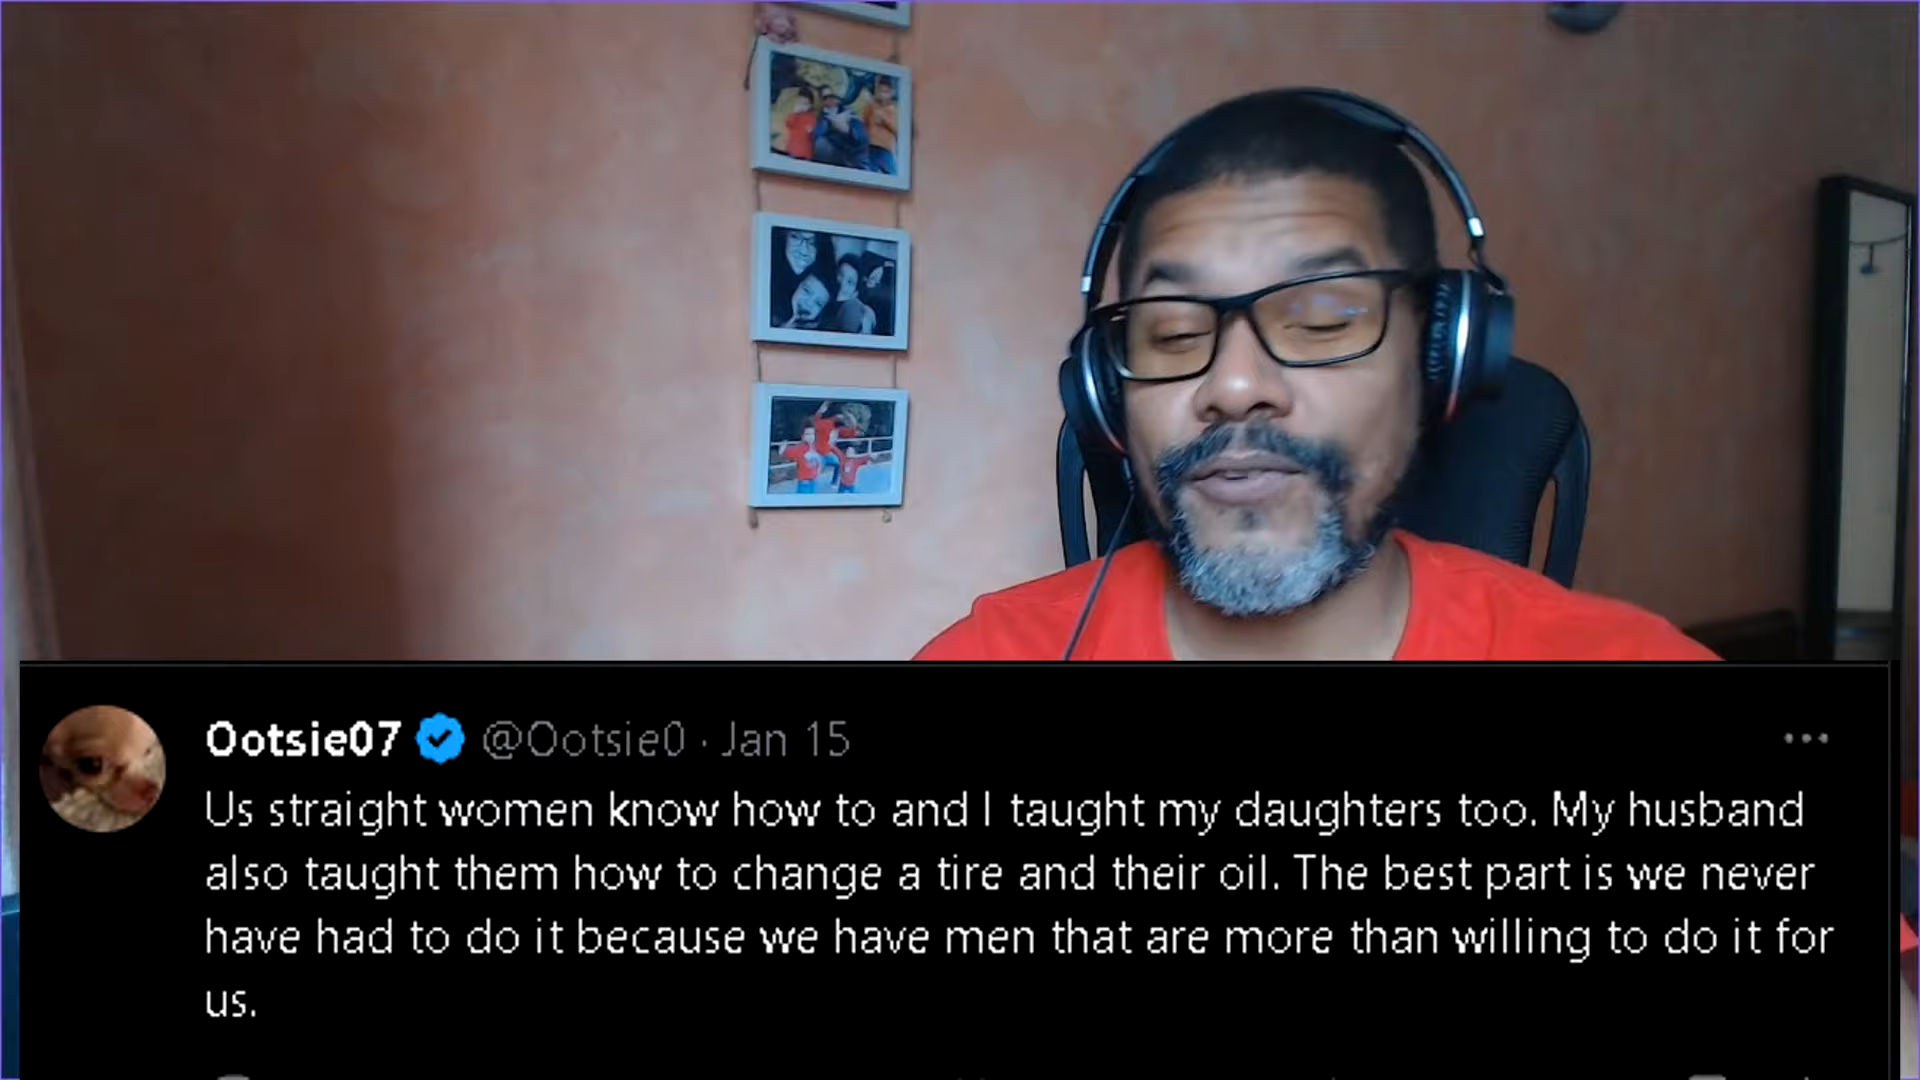 Ootsie07 @Ootsie0 · Jan 15
Us straight women know how to and I taught my daughters too. My husband
also taught them how to change a tire and their oil. The best part is we never
have had to do it because we have men that are more than willing to do it for
us.